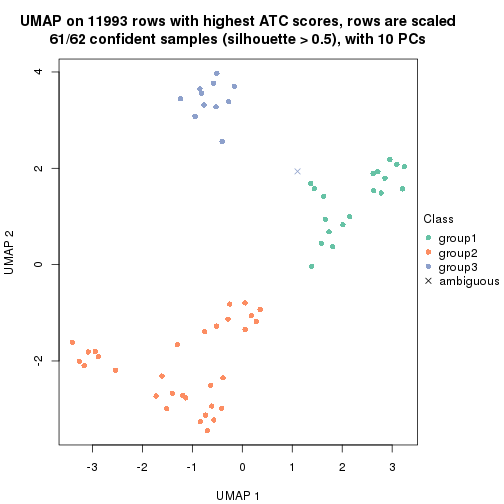 UMAP on 11993 rows with highest ATC scores, rows are scaled
61/62 confident samples (silhouette > 0.5), with 10 PCs
4
2
0
-2
UMAP 2
-3
-2
-1
0
1
2
3
UMAP 1
Class
group1
group2
group3
ambiguous